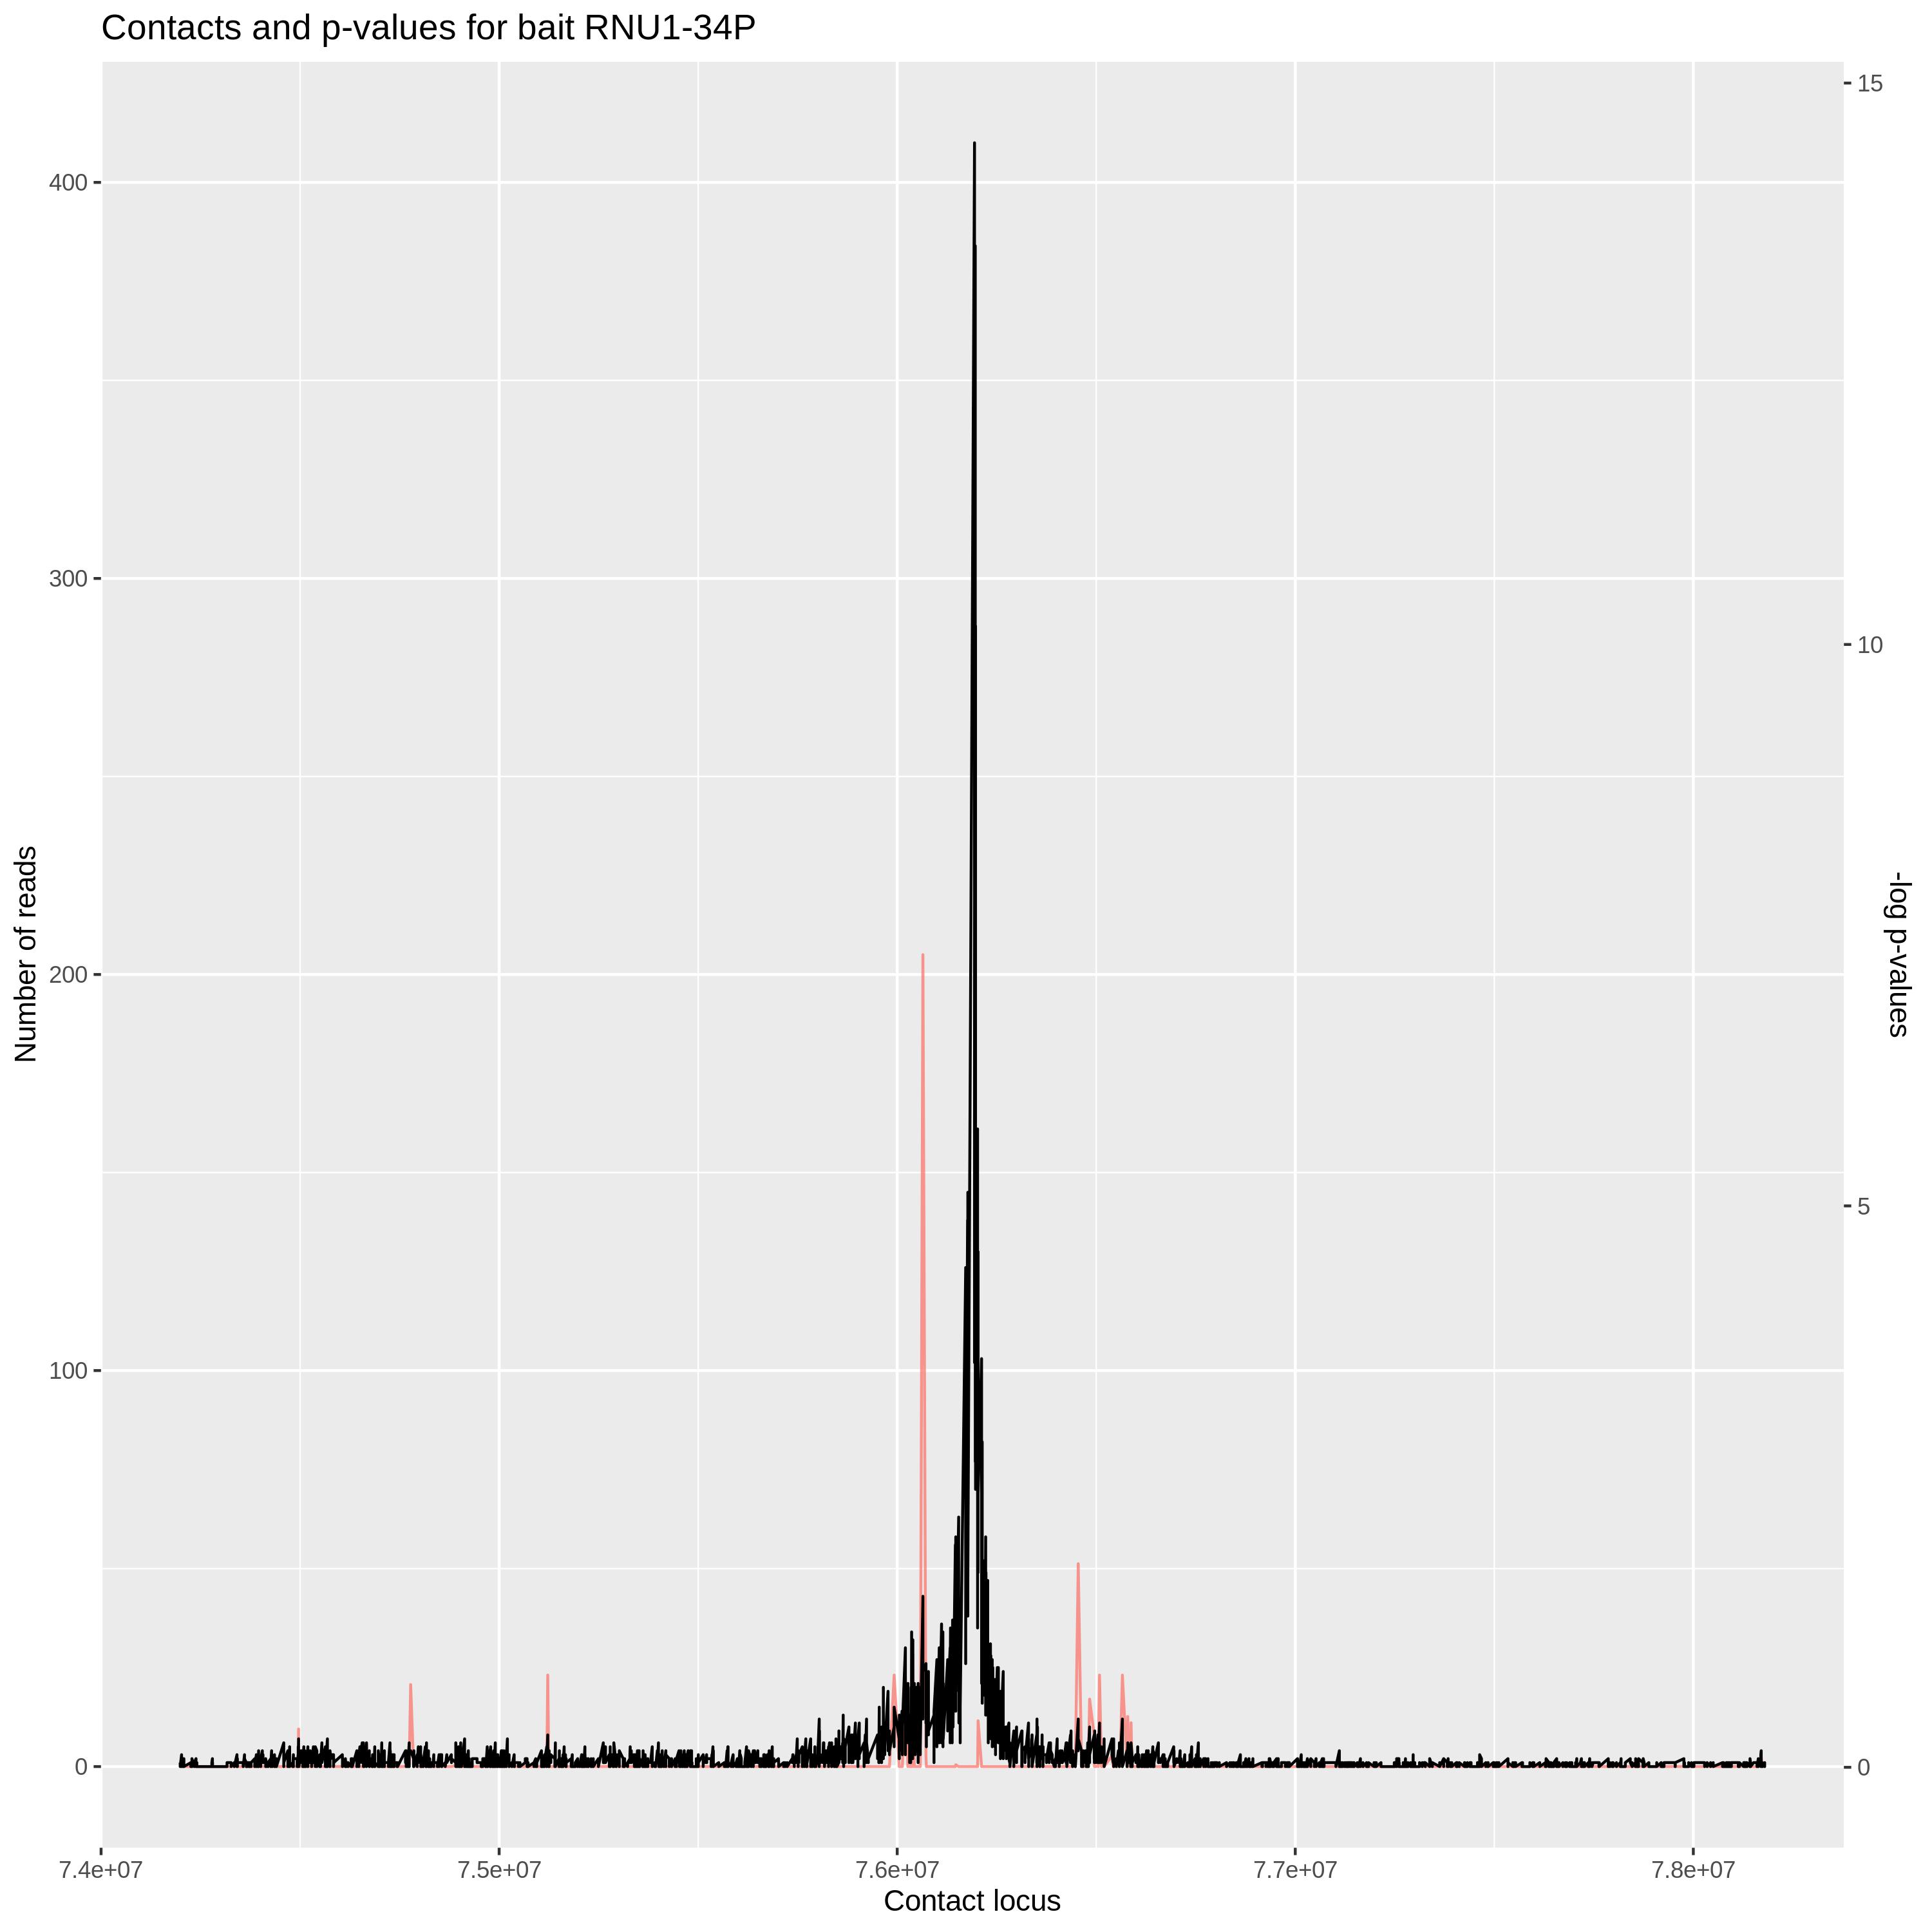 Contacts and p-values for bait RNU1-34P
Number of reads
400
300
200
100
0
15
10
5
0
-log p-values
7.4e+07
7.5e+07
7.6e+07
7.7e+07
7.8e+07
Contact locus